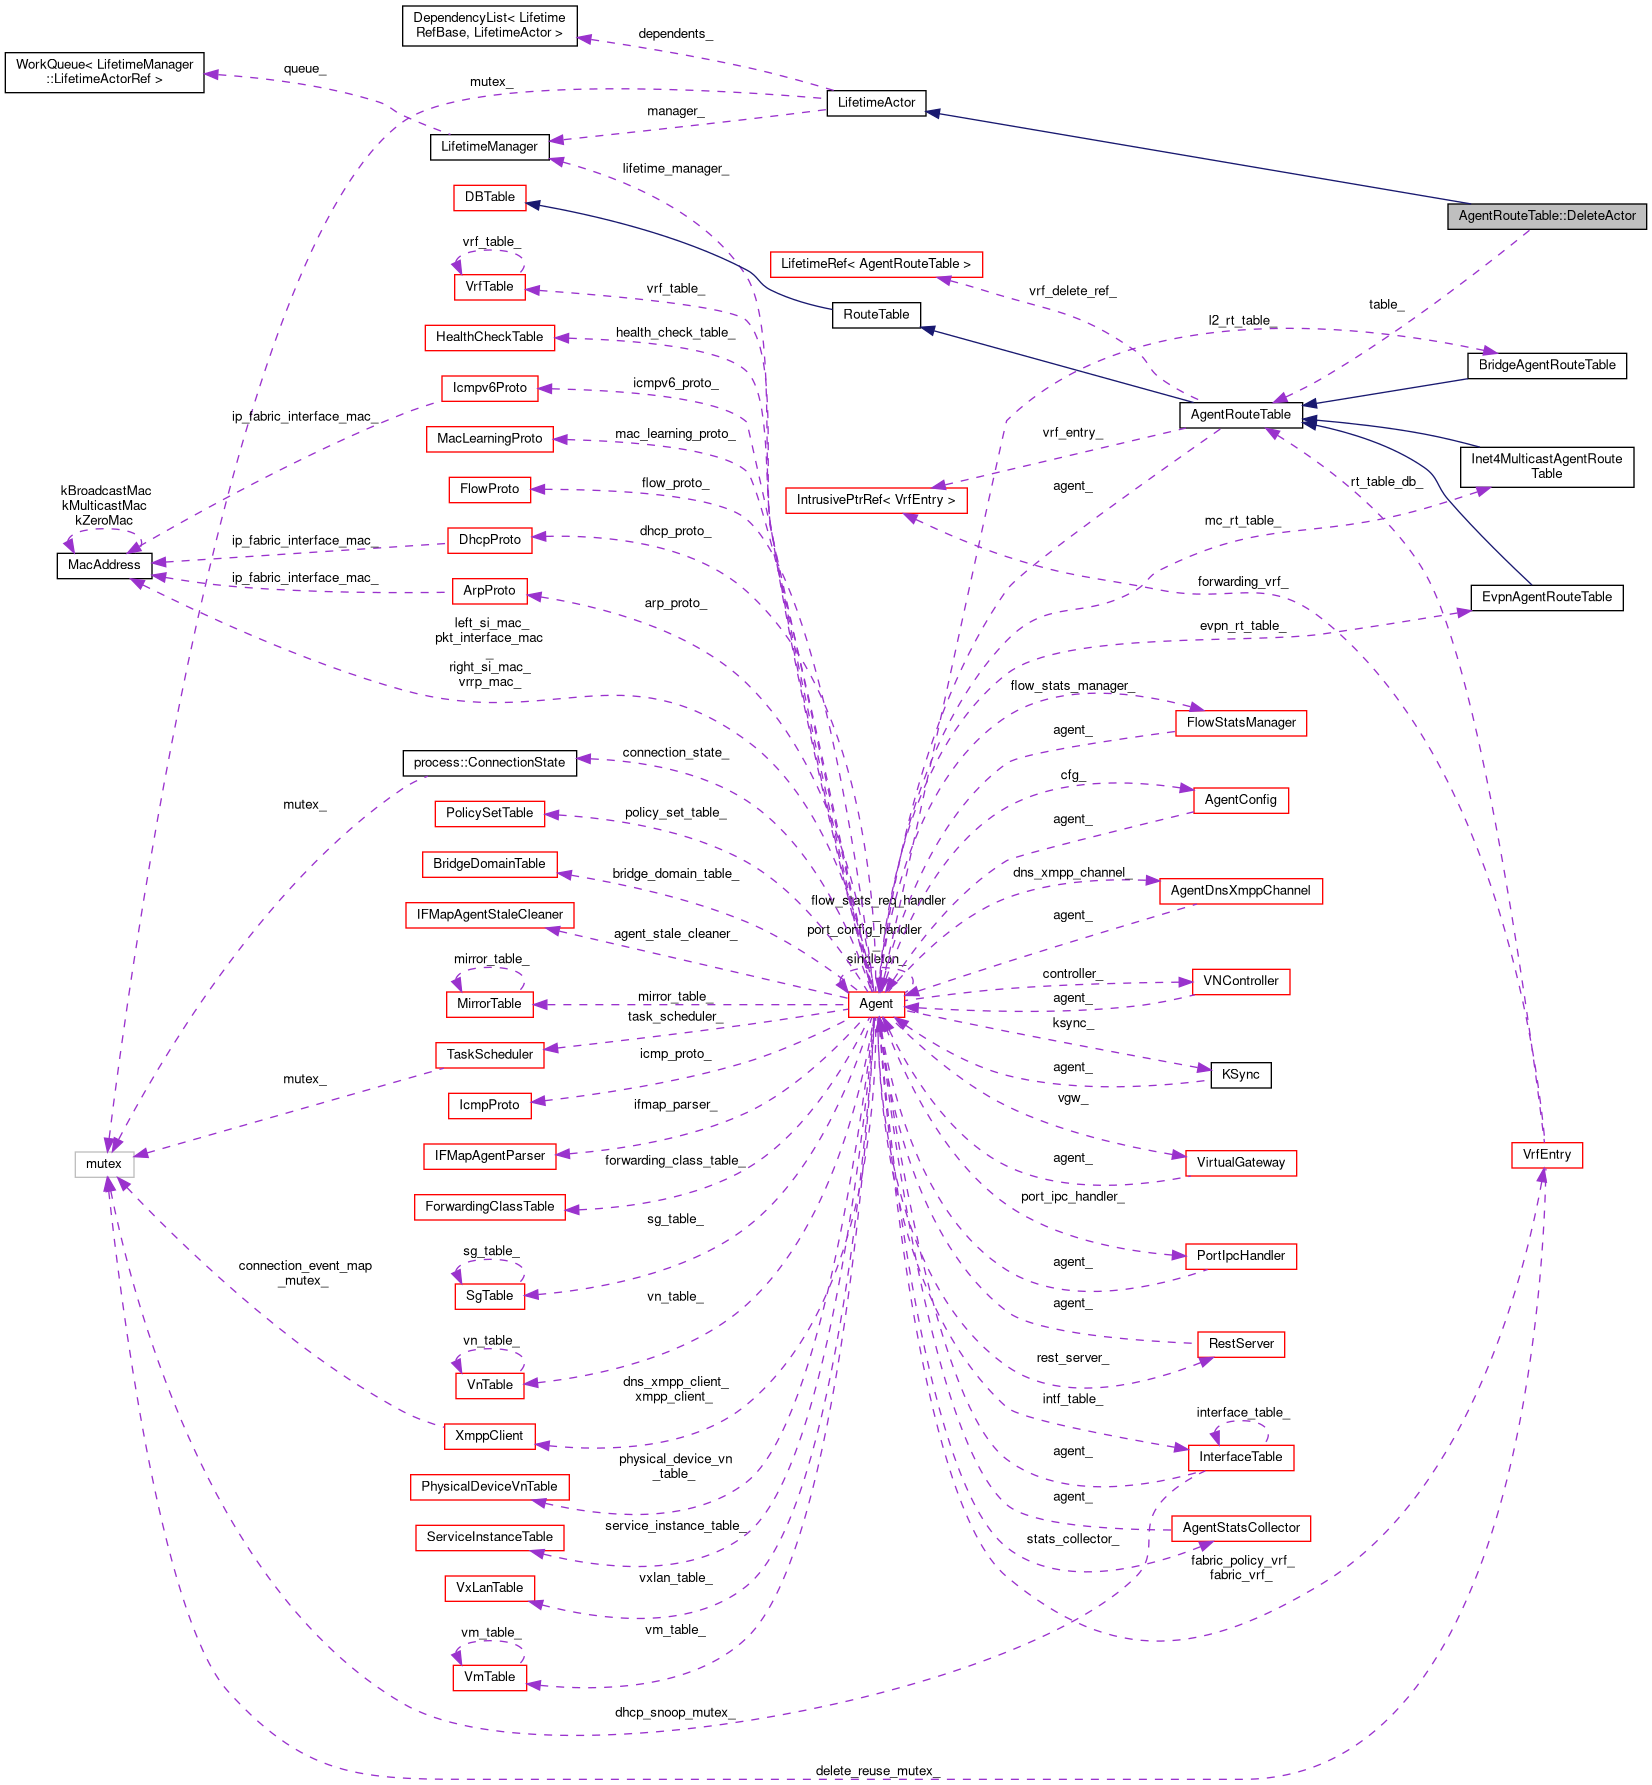 DependencyList< Lifetime
RefBase, LifetimeActor >
dependents_
WorkQueue< LifetimeManager
::LifetimeActorRef >
queue_
mutex_
LifetimeActor
manager_
LifetimeManager
lifetime_manager_
DBTable
AgentRouteTable::DeleteActor
vrf_table_
VrfTable
vrf_table_
LifetimeRef< AgentRouteTable >
vrf_delete_ref_
table_
RouteTable
l2_rt_table_
HealthCheckTable
health_check_table_
BridgeAgentRouteTable
Icmpv6Proto
icmpv6_proto_
ip_fabric_interface_mac_
AgentRouteTable
MacLearningProto
mac_learning_proto_
vrf_entry_
Inet4MulticastAgentRoute
Table
FlowProto
flow_proto_
agent_
rt_table_db_
IntrusivePtrRef< VrfEntry >
kBroadcastMac
kMulticastMac
kZeroMac
mc_rt_table_
DhcpProto
dhcp_proto_
ip_fabric_interface_mac_
MacAddress
ip_fabric_interface_mac_
ArpProto
arp_proto_
forwarding_vrf_
EvpnAgentRouteTable
left_si_mac_
pkt_interface_mac
_
right_si_mac_
vrrp_mac_
evpn_rt_table_
flow_stats_manager_
FlowStatsManager
agent_
process::ConnectionState
connection_state_
cfg_
AgentConfig
agent_
mutex_
PolicySetTable
policy_set_table_
BridgeDomainTable
bridge_domain_table_
dns_xmpp_channel_
AgentDnsXmppChannel
agent_
IFMapAgentStaleCleaner
agent_stale_cleaner_
flow_stats_req_handler
_
port_config_handler
_
singleton_
mirror_table_
MirrorTable
mirror_table_
Agent
controller_
VNController
agent_
task_scheduler_
TaskScheduler
mutex_
ksync_
KSync
agent_
icmp_proto_
IcmpProto
vgw_
VirtualGateway
agent_
ifmap_parser_
IFMapAgentParser
mutex
VrfEntry
forwarding_class_table_
ForwardingClassTable
port_ipc_handler_
PortIpcHandler
agent_
sg_table_
sg_table_
SgTable
connection_event_map
_mutex_
agent_
RestServer
rest_server_
vn_table_
vn_table_
VnTable
dns_xmpp_client_
xmpp_client_
XmppClient
intf_table_
interface_table_
InterfaceTable
agent_
physical_device_vn
_table_
PhysicalDeviceVnTable
agent_
AgentStatsCollector
stats_collector_
service_instance_table_
ServiceInstanceTable
fabric_policy_vrf_
fabric_vrf_
vxlan_table_
VxLanTable
vm_table_
vm_table_
VmTable
dhcp_snoop_mutex_
delete_reuse_mutex_